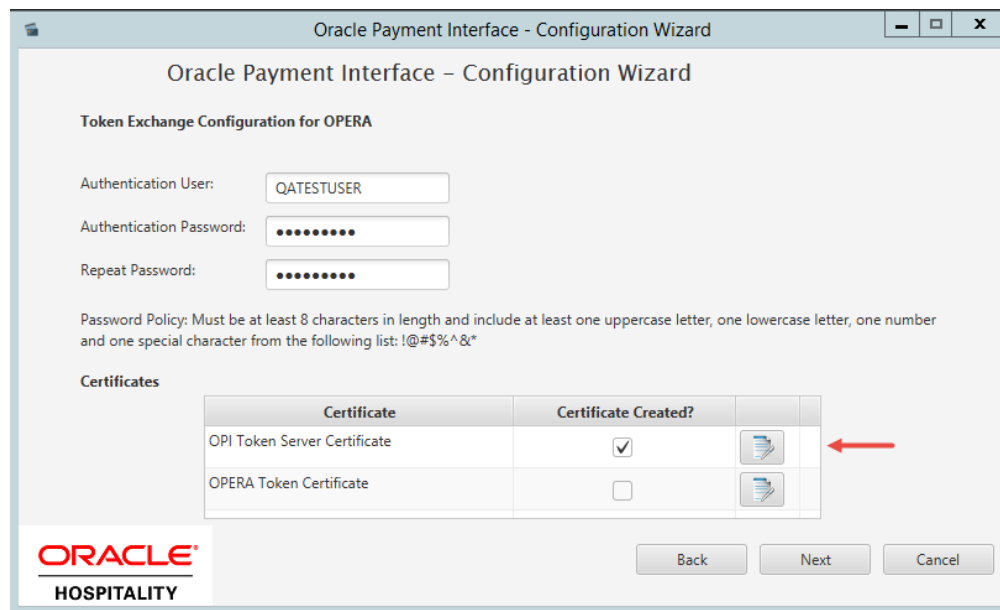 Oracle Payment Interface - Configuration Wizard
Oracle Payment Interface – Configuration Wizard
Token Exchange Configuration for OPERA
Authentication User: QATESTUSER
Authentication Password: •••••••••
Repeat Password: •••••••••
Password Policy: Must be at least 8 characters in length and include at least one uppercase letter, one lowercase letter, one number
and one special character from the following list: !@#$%^&*
Certificates
Certificate Certificate Created?
OPI Token Server Certificate
OPERA Token Certificate
ORACLE®
HOSPITALITY
Back Next Cancel